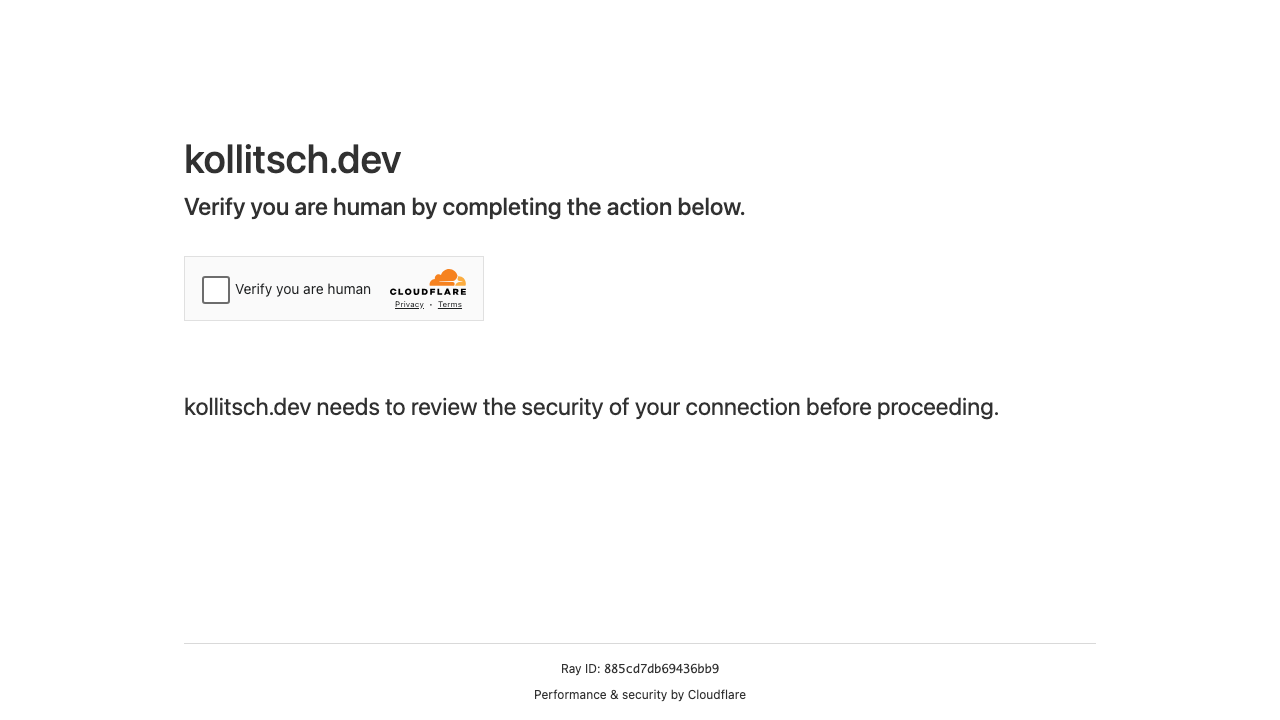 kollitsch.dev
Verify you are human by completing the action below.
Verify you are human
CLOUDFLARE
Privacy • Terms
kollitsch.dev needs to review the security of your connection before proceeding.
Ray ID: 885cd7db69436bb9
Performance & security by Cloudflare